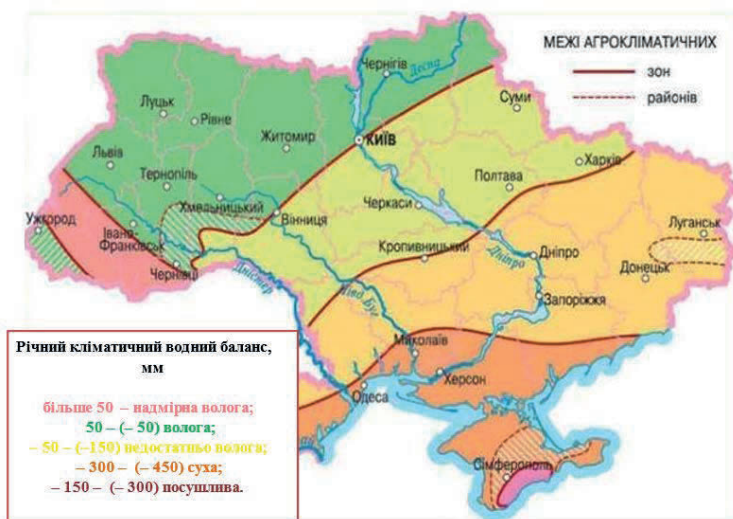 МЕЖІ АГРОКЛІМАТИЧНИХ
зон
районів
Чернігів
Десна
Луцьк
Рівне
Суми
Житомир
КИЇВ
Львів
Харків
Тернопіль
Полтава
Хмельницький
Черкаси
Ужгород
Івано-
Франківськ
Вінниця
Луганськ
Кропивницький
Дніпро
Чернівці
Дністер
Дніпро
Донецьк
Півд Буг
Запоріжжя
Миколаїв
Херсон
Одеса
Сімферополь
Річний кліматичний водний баланс,
мм
більше 50 – надмірна волога;
50 – (– 50) волога;
– 50 – (–150) недостатньо волога;
– 300 – (– 450) суха;
– 150 – (– 300) посушлива.